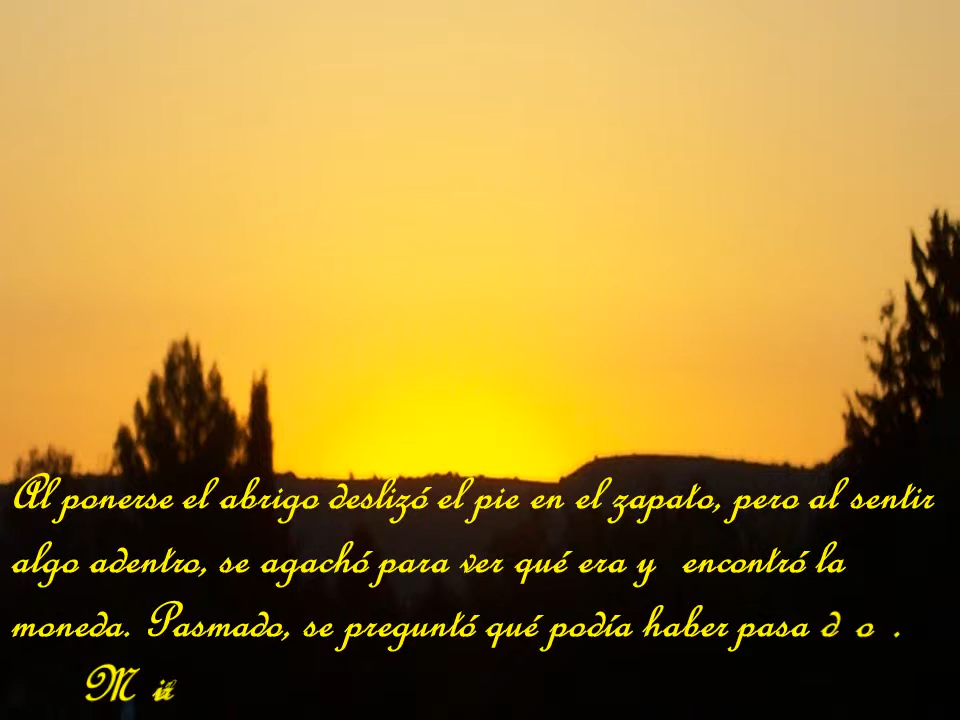 Al ponerse el abrigo deslizó el pie en el zapato, pero al sentir
algo adentro, se agachó para ver qué era y encontró la
moneda. Pasmado, se preguntó qué podía haber pasado.